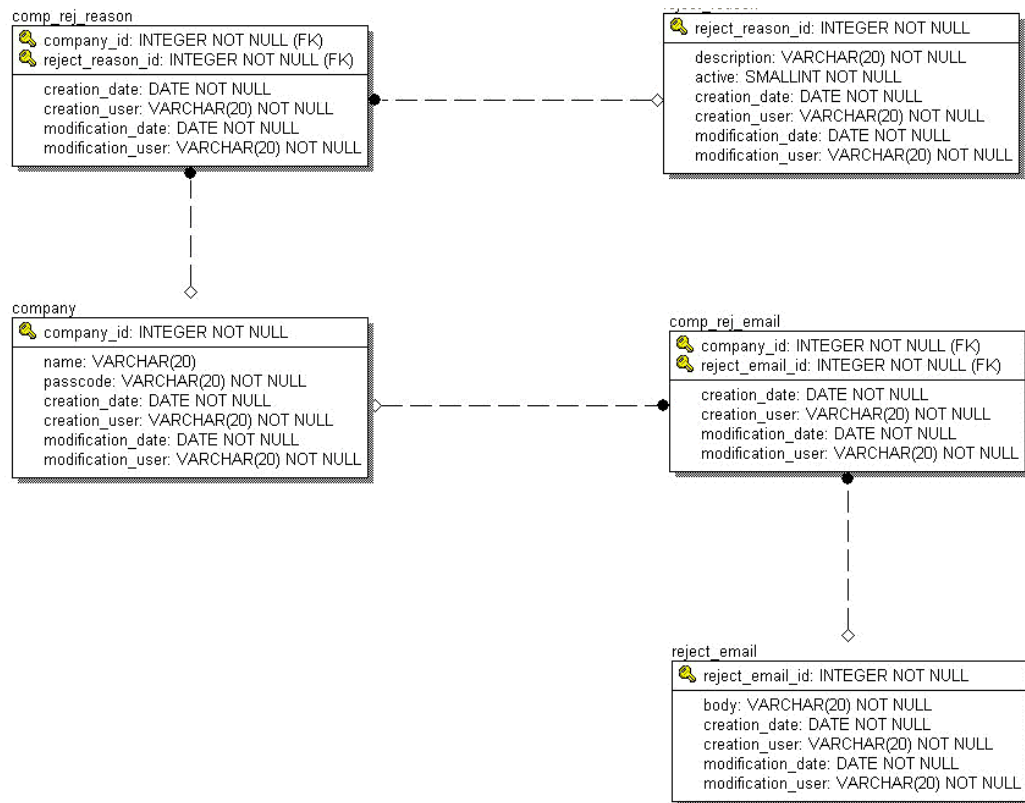 comp_rej_reason
company_id: INTEGER NOT NULL (FK)
reject_reason_id: INTEGER NOT NULL (FK)
creation_date: DATE NOT NULL
creation_user: VARCHAR(20) NOT NULL
modification_date: DATE NOT NULL
modification_user: VARCHAR(20) NOT NULL
reject_reason
reject_reason_id: INTEGER NOT NULL
description: VARCHAR(20) NOT NULL
active: SMALLINT NOT NULL
creation_date: DATE NOT NULL
creation_user: VARCHAR(20) NOT NULL
modification_date: DATE NOT NULL
modification_user: VARCHAR(20) NOT NULL
company
company_id: INTEGER NOT NULL
name: VARCHAR(20)
passcode: VARCHAR(20) NOT NULL
creation_date: DATE NOT NULL
creation_user: VARCHAR(20) NOT NULL
modification_date: DATE NOT NULL
modification_user: VARCHAR(20) NOT NULL
comp_rej_email
company_id: INTEGER NOT NULL (FK)
reject_email_id: INTEGER NOT NULL (FK)
creation_date: DATE NOT NULL
creation_user: VARCHAR(20) NOT NULL
modification_date: DATE NOT NULL
modification_user: VARCHAR(20) NOT NULL
reject_email
reject_email_id: INTEGER NOT NULL
body: VARCHAR(20) NOT NULL
creation_date: DATE NOT NULL
creation_user: VARCHAR(20) NOT NULL
modification_date: DATE NOT NULL
modification_user: VARCHAR(20) NOT NULL